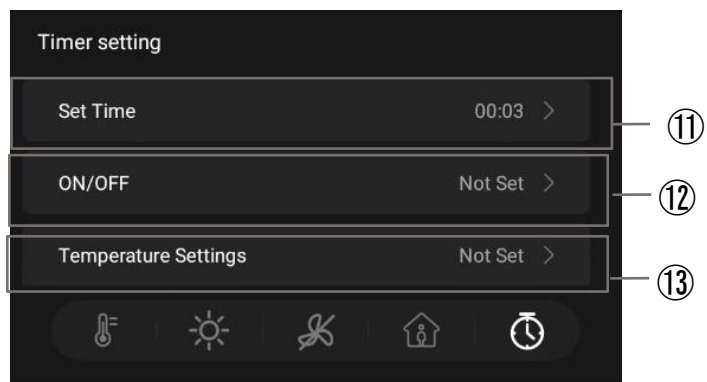 Timer setting
Set Time 00:03 >
⑪
ON/OFF Not Set >
⑫
Temperature Settings Not Set >
⑬